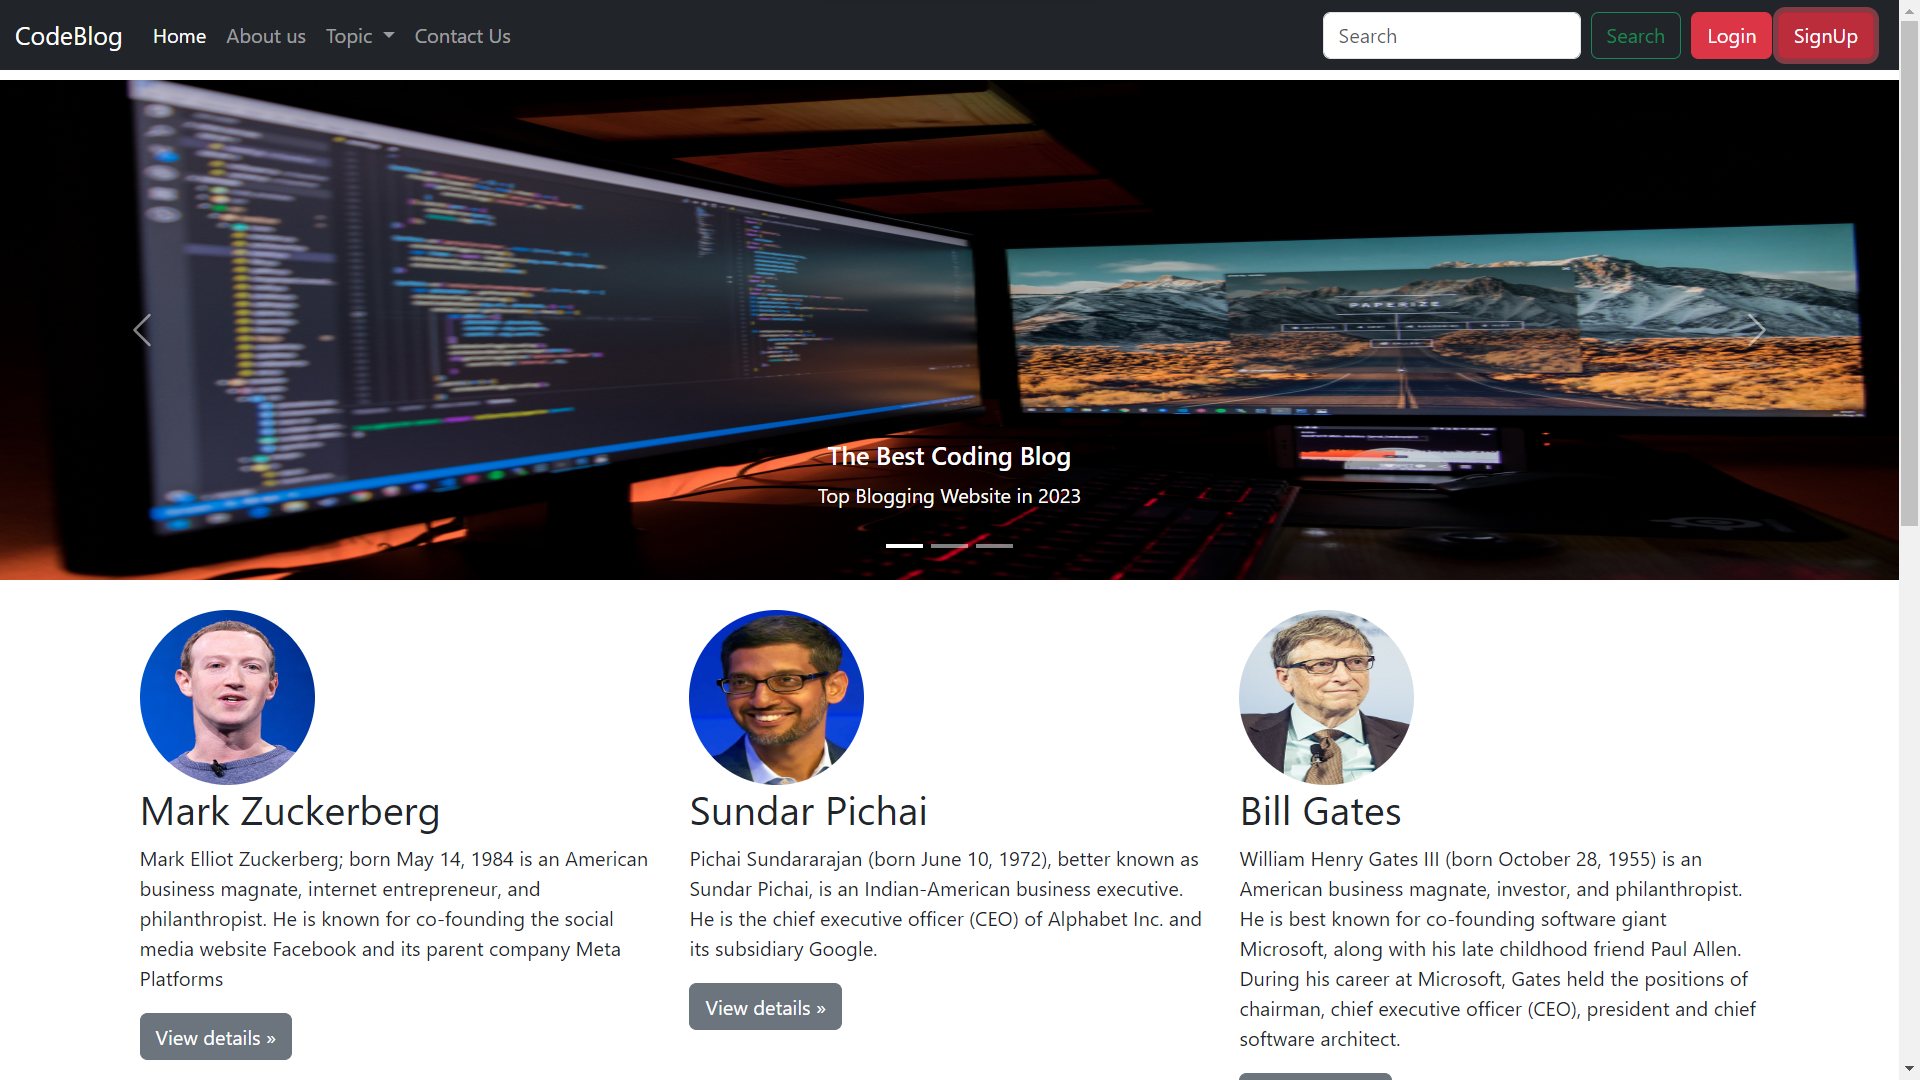 CodeBlog Home About us Topic Contact Us Search Search Login SignUp
PAPERIZE
The Best Coding Blog
Top Blogging Website in 2023
Mark Zuckerberg
Mark Elliot Zuckerberg; born May 14, 1984 is an American
business magnate, internet entrepreneur, and
philanthropist. He is known for co-founding the social
media website Facebook and its parent company Meta
Platforms
View details »
Sundar Pichai
Pichai Sundararajan (born June 10, 1972), better known as
Sundar Pichai, is an Indian-American business executive.
He is the chief executive officer (CEO) of Alphabet Inc. and
its subsidiary Google.
View details »
Bill Gates
William Henry Gates III (born October 28, 1955) is an
American business magnate, investor, and philanthropist.
He is best known for co-founding software giant
Microsoft, along with his late childhood friend Paul Allen.
During his career at Microsoft, Gates held the positions of
chairman, chief executive officer (CEO), president and chief
software architect.